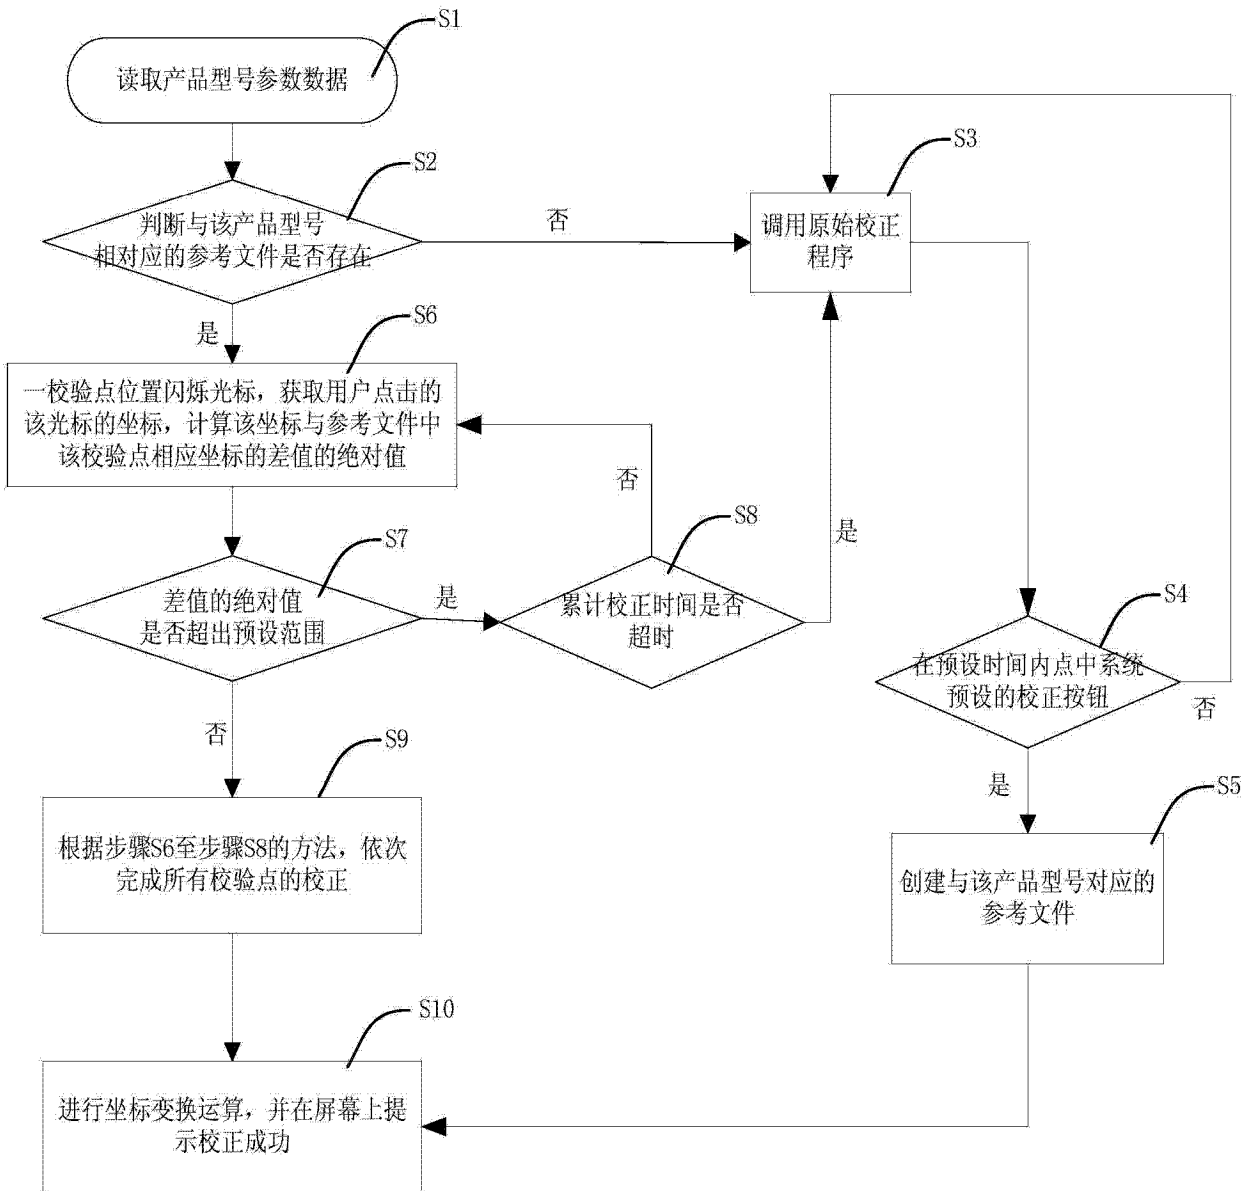 S1
读取产品型号参数数据
S2
判断与该产品型号
相对应的参考文件是否存在
否
S3
调用原始校正
程序
是
S6
一校验点位置闪烁光标，获取用户点击的
该光标的坐标，计算该坐标与参考文件中
该校验点相应坐标的差值的绝对值
否
S7
差值的绝对值
是否超出预设范围
是
S8
累计校正时间是否
超时
是
S4
在预设时间内点中系统
预设的校正按钮
否
否
S9
根据步骤S6至步骤S8的方法，依次
完成所有校验点的校正
是
S5
创建与该产品型号对应的
参考文件
S10
进行坐标变换运算，并在屏幕上提
示校正成功